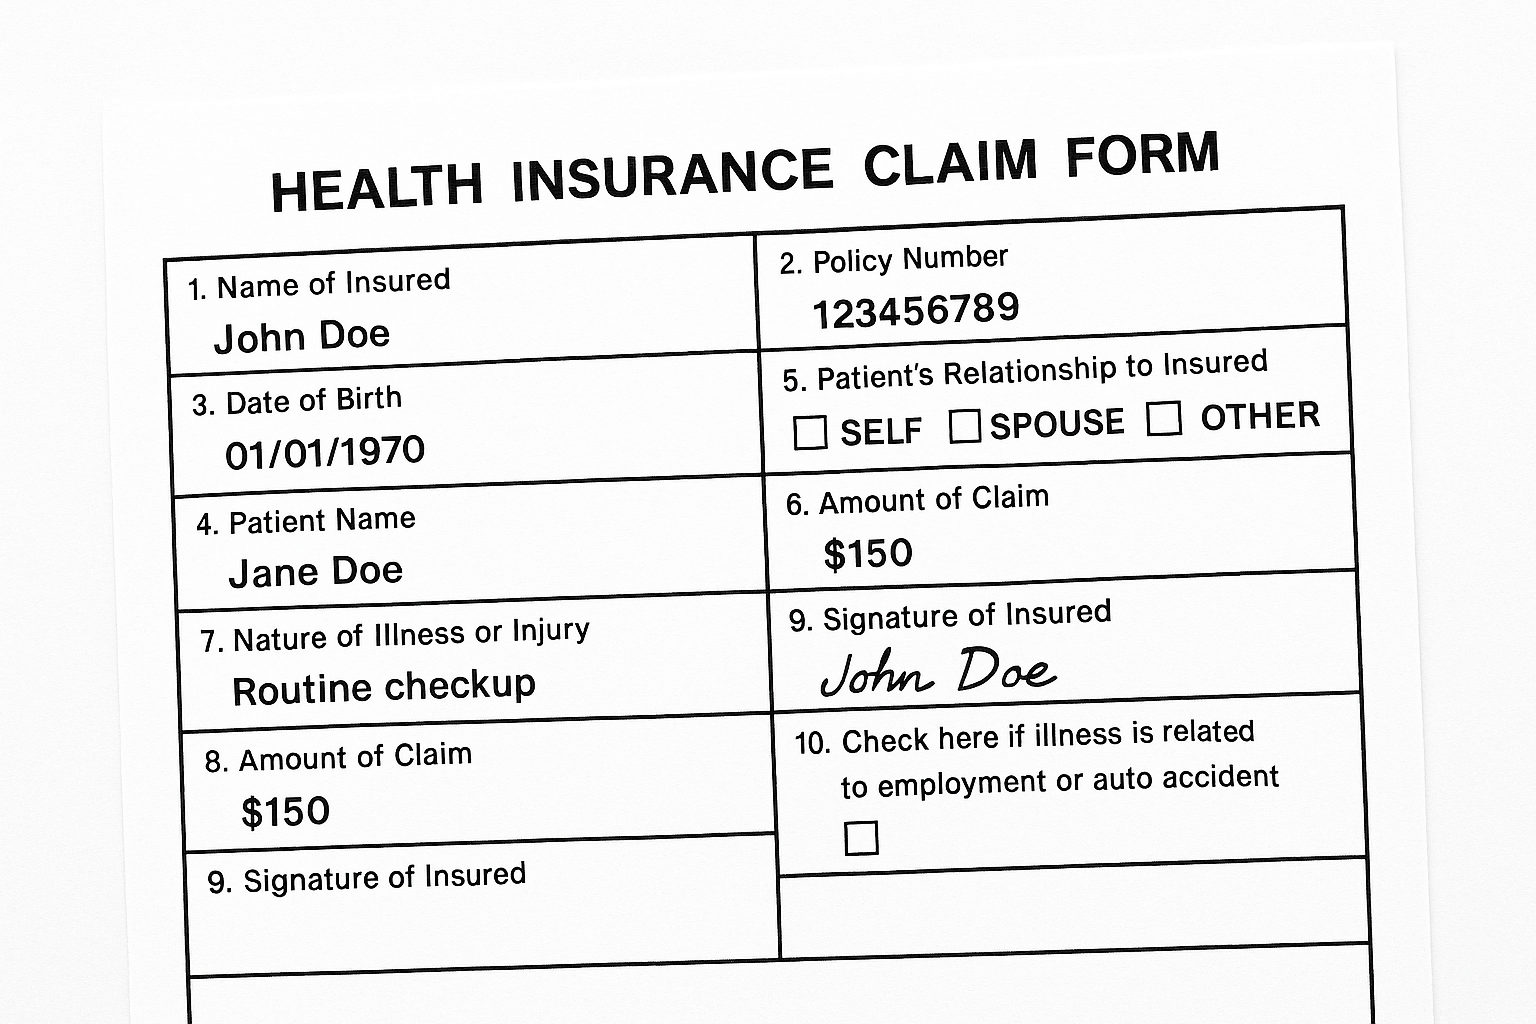 HEALTH INSURANCE CLAIM FORM
1. Name of Insured
John Doe
2. Policy Number
123456789
3. Date of Birth
01/01/1970
5. Patient's Relationship to Insured
☐ SELF ☐ SPOUSE ☐ OTHER
4. Patient Name
Jane Doe
6. Amount of Claim
$150
7. Nature of Illness or Injury
Routine checkup
9. Signature of Insured
John Doe
8. Amount of Claim
$150
10. Check here if illness is related
to employment or auto accident
☐
9. Signature of Insured